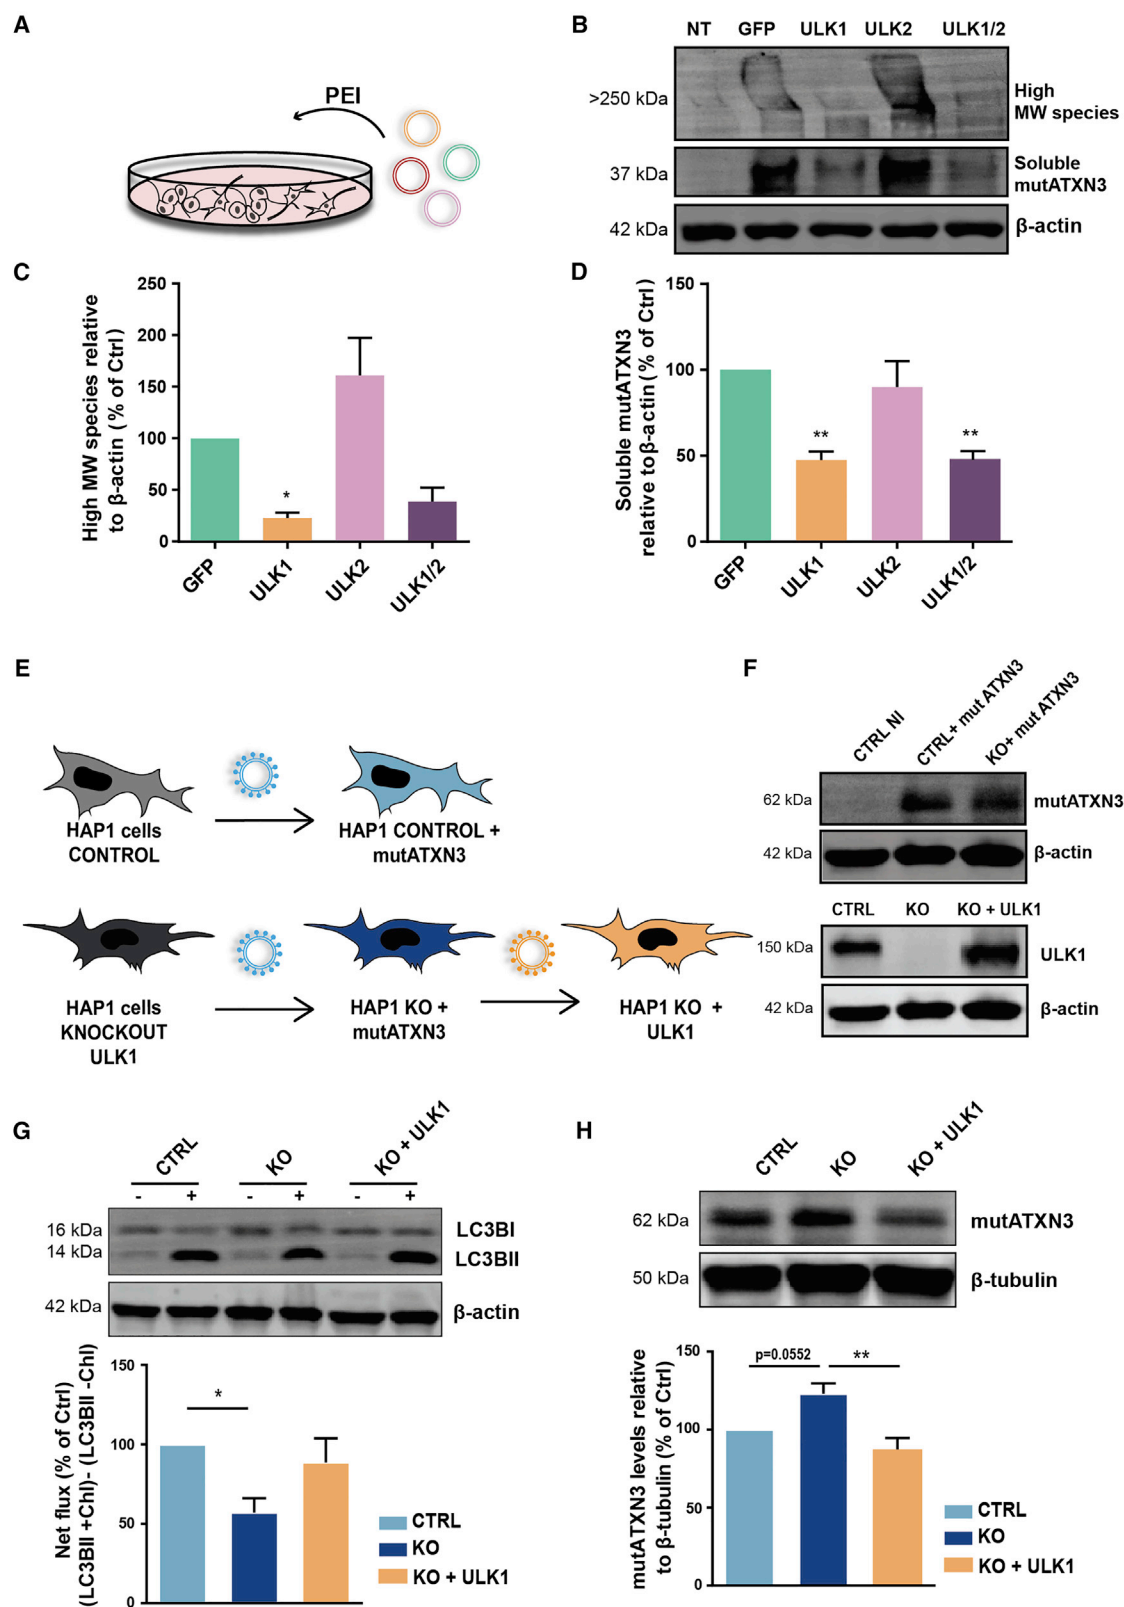 A
PEI
B
NT GFP ULK1 ULK2 ULK1/2
>250 kDa
High
MW species
37 kDa
Soluble
mutATXN3
42 kDa
β-actin
C
High MW species relative
to β-actin (% of Ctrl)
250
200
150
100
50
0
*
GFP
ULK1
ULK2
ULK1/2
D
Soluble mutATXN3
relative to β-actin (% of Ctrl)
150
100
50
0
**
**
GFP
ULK1
ULK2
ULK1/2
E
HAP1 cells
CONTROL
HAP1 CONTROL +
mutATXN3
HAP1 cells
KNOCKOUT
ULK1
HAP1 KO +
mutATXN3
HAP1 KO +
ULK1
F
CTRL NI
CTRL+ mut ATXN3
KO+ mut ATXN3
62 kDa
mutATXN3
42 kDa
β-actin
CTRL KO KO + ULK1
150 kDa
ULK1
42 kDa
β-actin
G
CTRL
KO
KO + ULK1
- + - + - +
16 kDa
LC3BI
14 kDa
LC3BII
42 kDa
β-actin
Net flux (% of Ctrl)
(LC3BII +Chl)- (LC3BII -Chl)
150
100
50
0
*
CTRL
KO
KO + ULK1
H
CTRL
KO
KO + ULK1
62 kDa
mutATXN3
50 kDa
β-tubulin
mutATXN3 levels relative
to β-tubulin (% of Ctrl)
150
100
50
0
p=0.0552
**
CTRL
KO
KO + ULK1